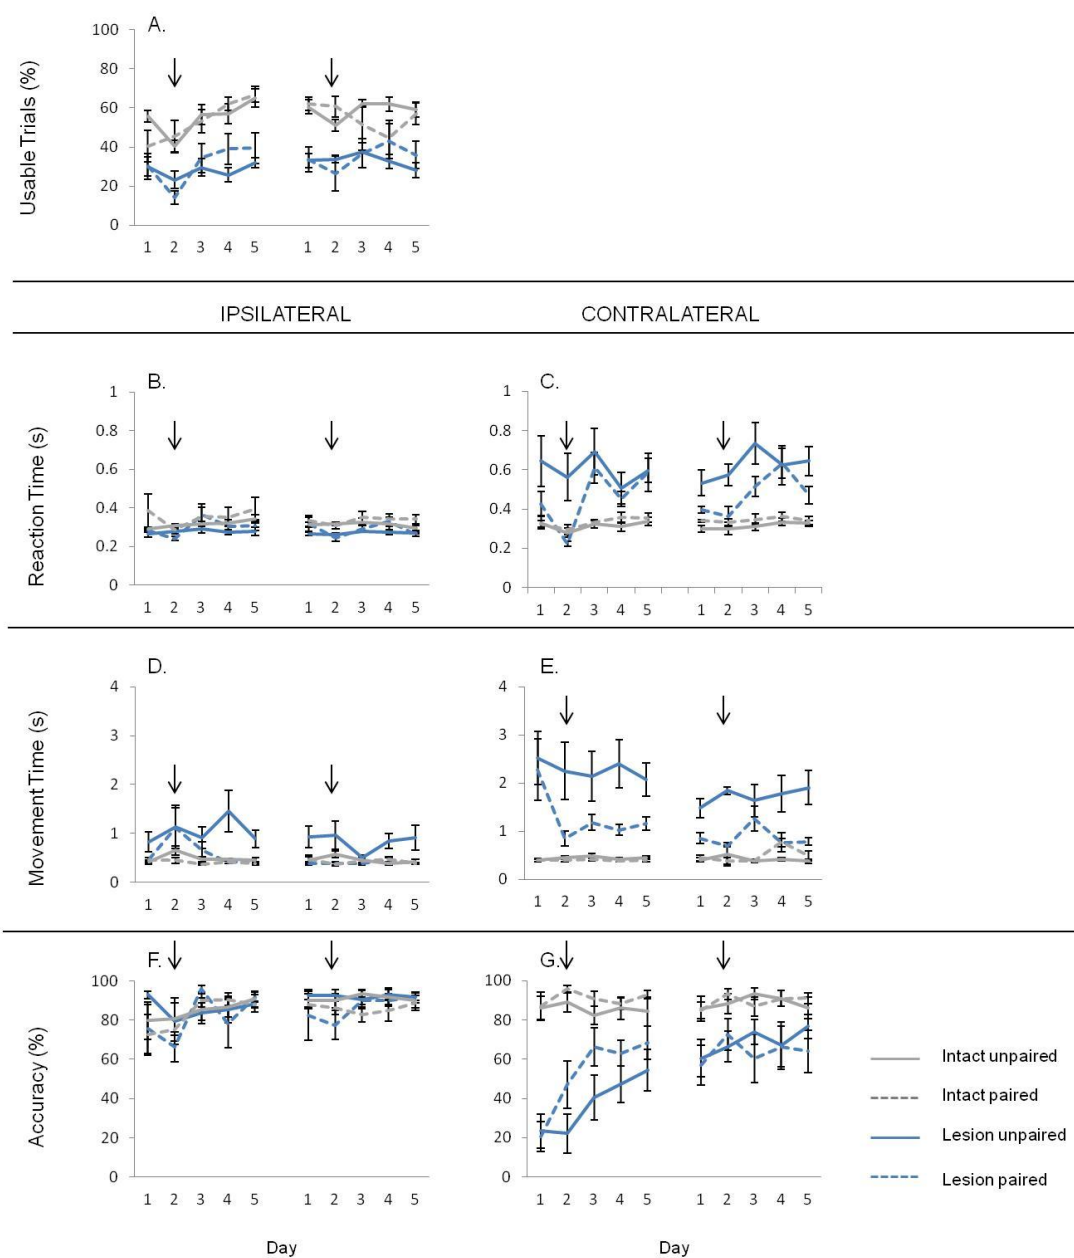 A.
Usable Trials (%)
100
80
60
40
20
0
1 2 3 4 5 1 2 3 4 5
IPSILATERAL CONTRALATERAL
B.
Reaction Time (s)
1
0.8
0.6
0.4
0.2
0
1 2 3 4 5 1 2 3 4 5
C.
1
0.8
0.6
0.4
0.2
0
1 2 3 4 5 1 2 3 4 5
D.
Movement Time (s)
4
3
2
1
0
1 2 3 4 5 1 2 3 4 5
E.
4
3
2
1
0
1 2 3 4 5 1 2 3 4 5
F.
Accuracy (%)
100
80
60
40
20
0
1 2 3 4 5 1 2 3 4 5
Day
G.
100
80
60
40
20
0
1 2 3 4 5 1 2 3 4 5
Day
Intact unpaired
Intact paired
Lesion unpaired
Lesion paired